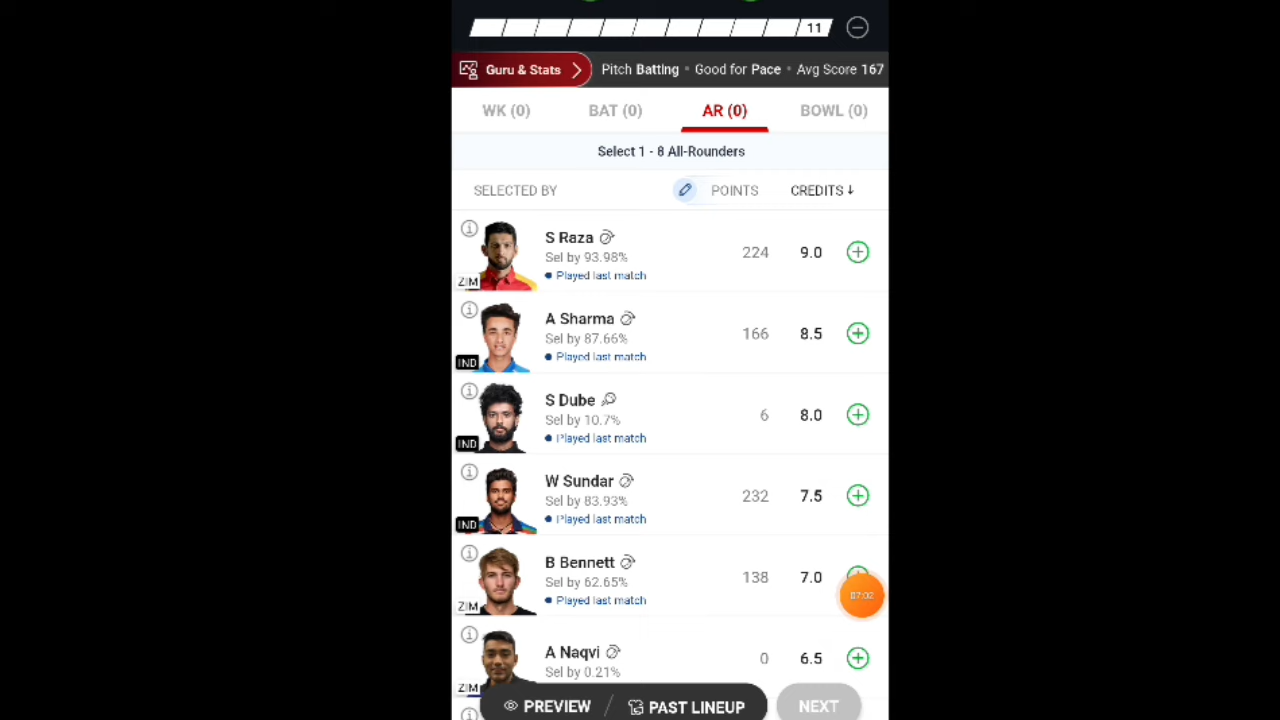 11
Guru & Stats
Pitch Batting • Good for Pace • Avg Score 167
WK (0) BAT (0) AR (0) BOWL (0)
Select 1 - 8 All-Rounders
SELECTED BY POINTS CREDITS ↓
S Raza
Sel by 93.98%
Played last match
ZIM
224 9.0
A Sharma
Sel by 87.66%
Played last match
IND
166 8.5
S Dube
Sel by 10.7%
Played last match
IND
6 8.0
W Sundar
Sel by 83.93%
Played last match
IND
232 7.5
B Bennett
Sel by 62.65%
Played last match
ZIM
138 7.0
07:02
A Naqvi
Sel by 0.21%
ZIM
0 6.5
PREVIEW / PAST LINEUP
NEXT